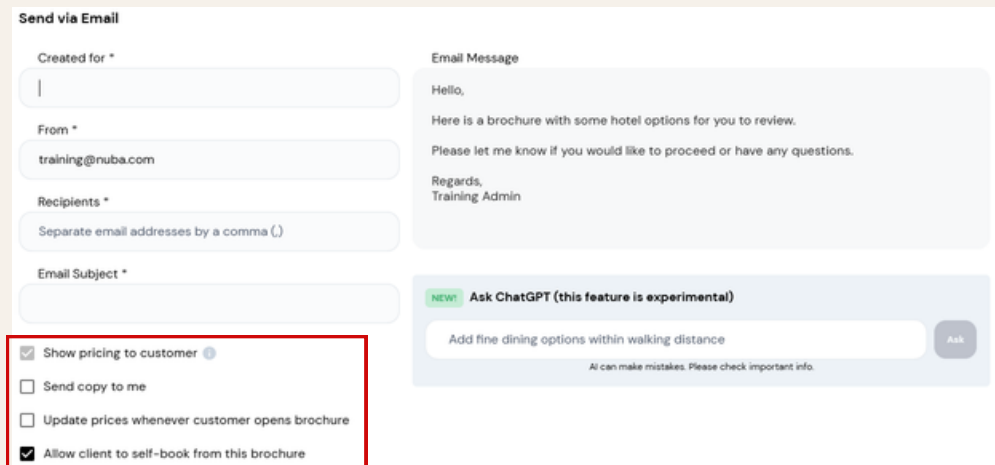 Send via Email
Created for *
From *
training@nuba.com
Recipients *
Separate email addresses by a comma (,)
Email Subject *
Show pricing to customer
Send copy to me
Update prices whenever customer opens brochure
Allow client to self-book from this brochure
Email Message
Hello,
Here is a brochure with some hotel options for you to review.
Please let me know if you would like to proceed or have any questions.
Regards,
Training Admin
NEW! Ask ChatGPT (this feature is experimental)
Add fine dining options within walking distance
Ask
AI can make mistakes. Please check important info.